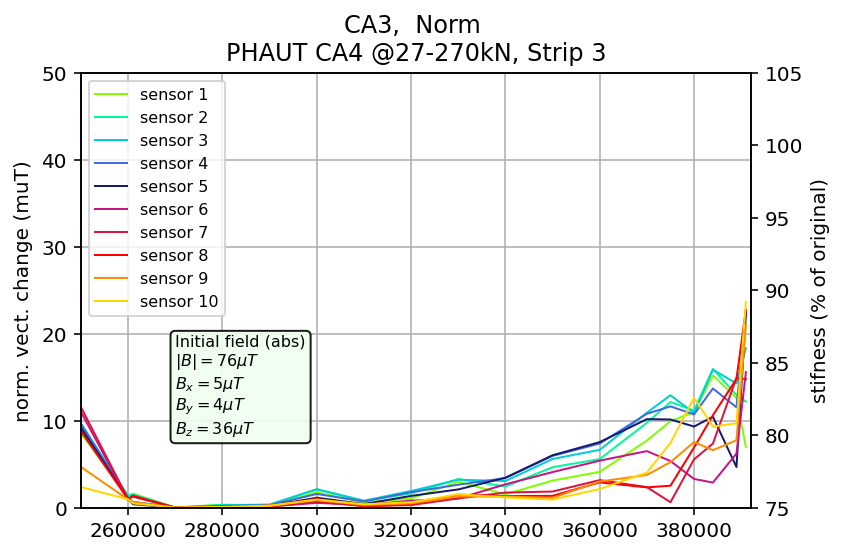 CA3,  Norm
PHAUT CA4 @27-270kN, Strip 3
50
40
30
20
10
0
norm. vect. change (muT)
sensor 1
sensor 2
sensor 3
sensor 4
sensor 5
sensor 6
sensor 7
sensor 8
sensor 9
sensor 10
Initial field (abs)
|B| = 76μT
Bₓ = 5μT
B_y = 4μT
B_z = 36μT
105
100
95
90
85
80
75
stifness (% of original)
260000 280000 300000 320000 340000 360000 380000